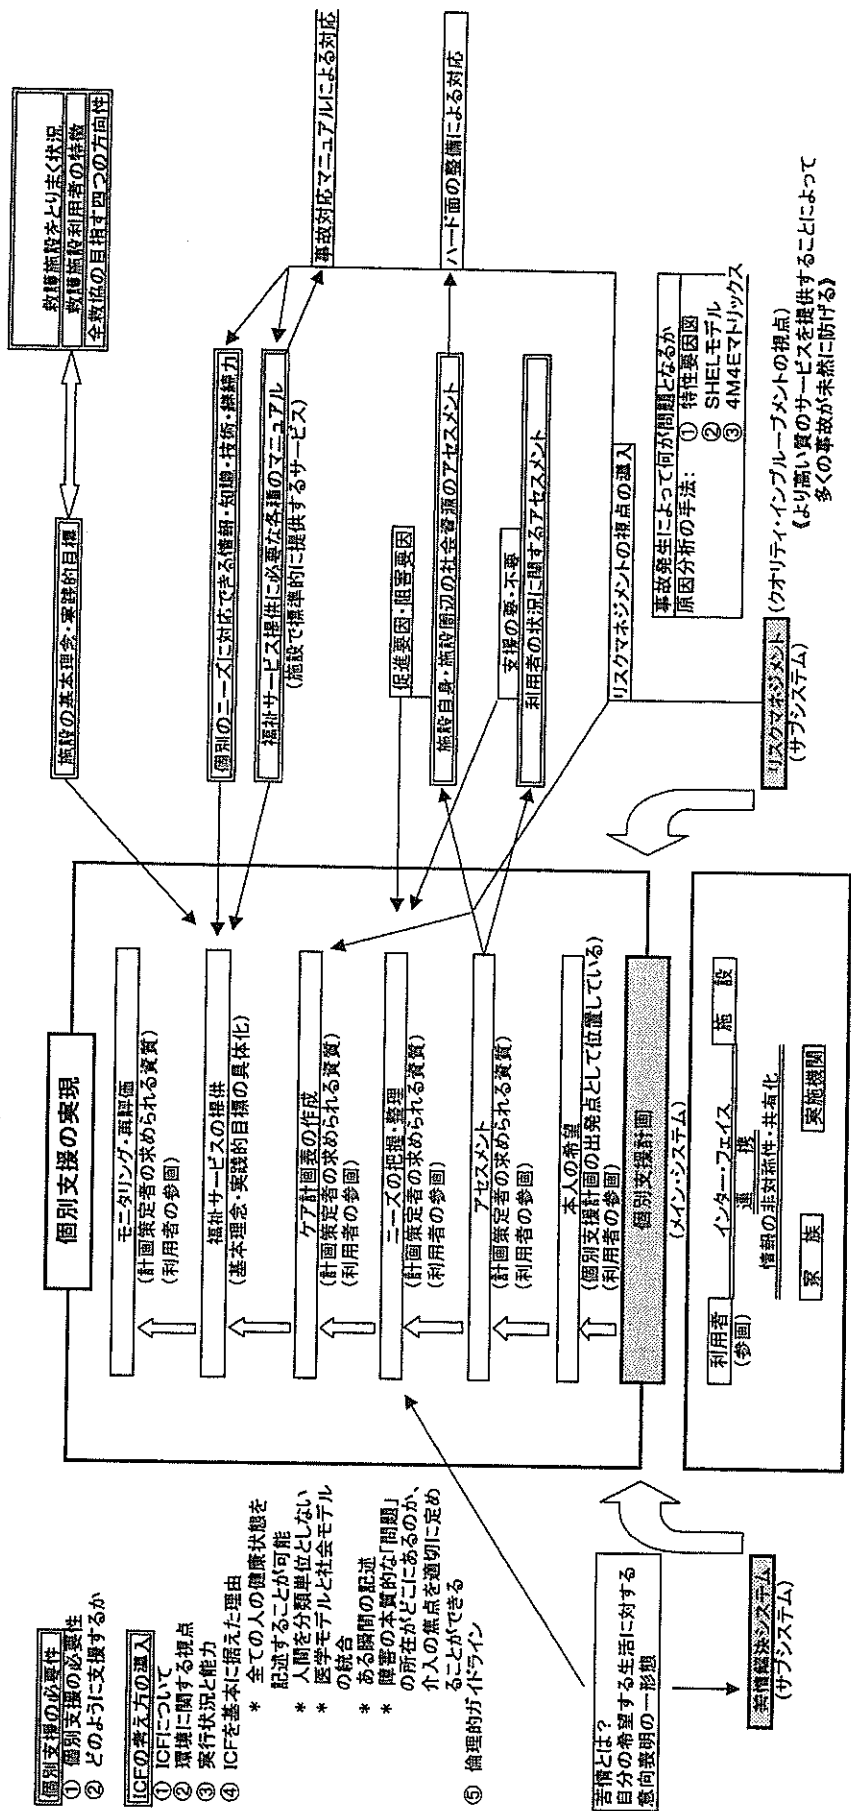 個別支援の必要性
① 個別支援の必要性
② どのように支援するか
ICFの考え方の導入
① ICFについて
② 環境に関する視点
③ 実行状況と能力
④ ICFを基本に据えた理由
* 全ての人の健康状態を
記述することが可能
* 人間を分類単位としない
* 医学モデルと社会モデル
の統合
* ある瞬間の記述
* 障害の本質的な「問題」
の所在がどこにあるのか、
介入の焦点を適切に定め
ることができる
⑤ 倫理的ガイドライン
苦情とは?
自分の希望する生活に対する
意向表明の一形態
苦情解決システム
(サブシステム)
個別支援の実現
モニタリング・再評価
(計画策定者の求められる資質)
(利用者の参画)
福祉サービスの提供
(基本理念・実践的目標の具体化)
ケア計画表の作成
(計画策定者の求められる資質)
(利用者の参画)
ニーズの把握・整理
(計画策定者の求められる資質)
(利用者の参画)
アセスメント
(計画策定者の求められる資質)
(利用者の参画)
本人の希望
(個別支援計画の出発点として位置している)
(利用者の参画)
個別支援計画
(メイン・システム)
利用者
(参画)
インター・フェイス
連 携
情報の非対称性・共有化
施 設
家 族
実施機関
施設の基本理念・実践的目標
救護施設をとりまく状況
救護施設利用者の特徴
全救協の目指す四つの方向性
個別のニーズに対応できる情報・知識・技術・継続力
福祉サービス提供に必要な各種のマニュアル
(施設で標準的に提供するサービス)
事故対応マニュアルによる対応
促進要因・阻害要因
施設自身・施設周辺の社会資源のアセスメント
ハード面の整備による対応
支援の要・不要
利用者の状況に関するアセスメント
リスクマネジメントの視点の導入
事故発生によって何が問題となるか
原因分析の手法: ① 特性要因図
② SHELモデル
③ 4M4Eマトリックス
リスクマネジメント
(サブシステム)
(クオリティ・インプルーブメントの視点)
《より高い質のサービスを提供することによって
多くの事故が未然に防げる》